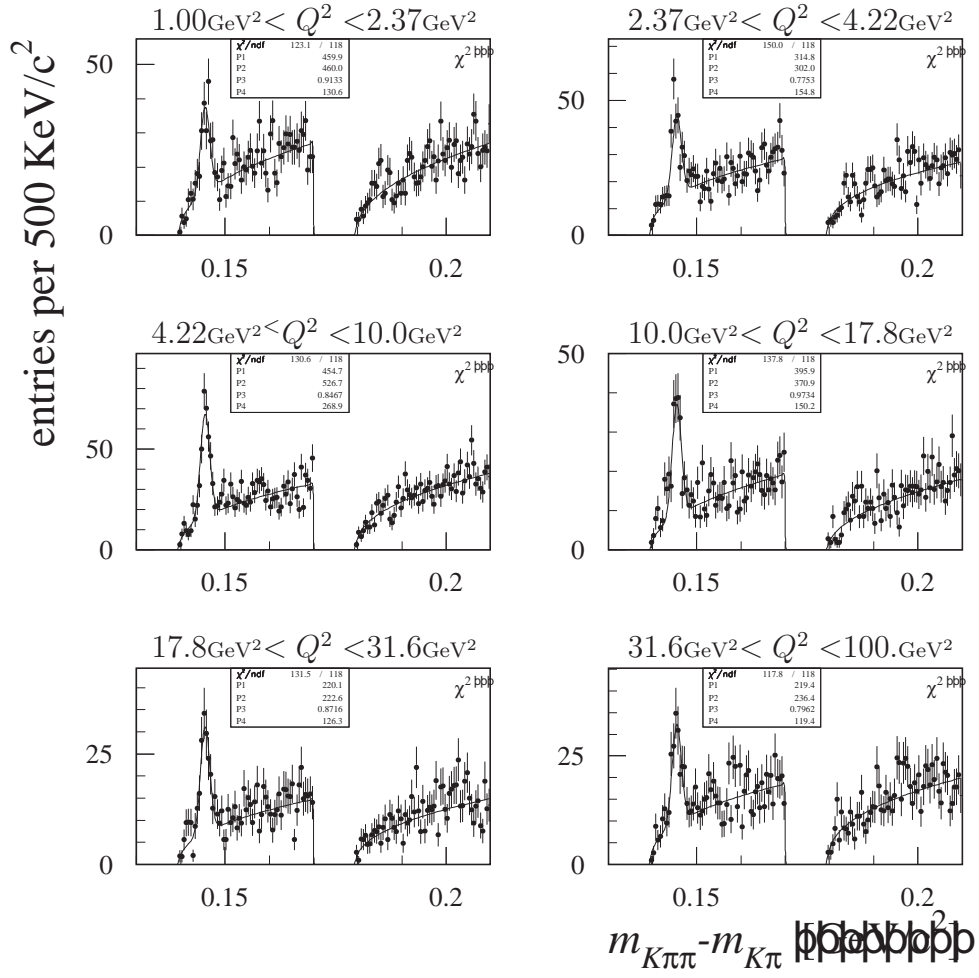 1.00GeV²< Q² <2.37GeV²
χ²/ndf 123.1 / 118
P1 459.9
P2 460.0
P3 0.9133
P4 130.6
χ²
50
0
0.15 0.2
2.37GeV²< Q² <4.22GeV²
χ²/ndf 150.0 / 118
P1 314.8
P2 302.0
P3 0.7753
P4 154.8
χ²
50
0
0.15 0.2
entries per 500 KeV/c²
4.22GeV²< Q² <10.0GeV²
χ²/ndf 130.6 / 118
P1 454.7
P2 526.7
P3 0.8467
P4 268.9
χ²
50
0
0.15 0.2
10.0GeV²< Q² <17.8GeV²
χ²/ndf 137.8 / 118
P1 395.9
P2 370.9
P3 0.9734
P4 150.2
χ²
50
0
0.15 0.2
17.8GeV²< Q² <31.6GeV²
χ²/ndf 131.5 / 118
P1 220.1
P2 222.6
P3 0.8716
P4 126.3
χ²
25
0
0.15 0.2
31.6GeV²< Q² <100.GeV²
χ²/ndf 117.8 / 118
P1 219.4
P2 236.4
P3 0.7962
P4 119.4
χ²
25
0
0.15 0.2
m_Kππ-m_Kπ